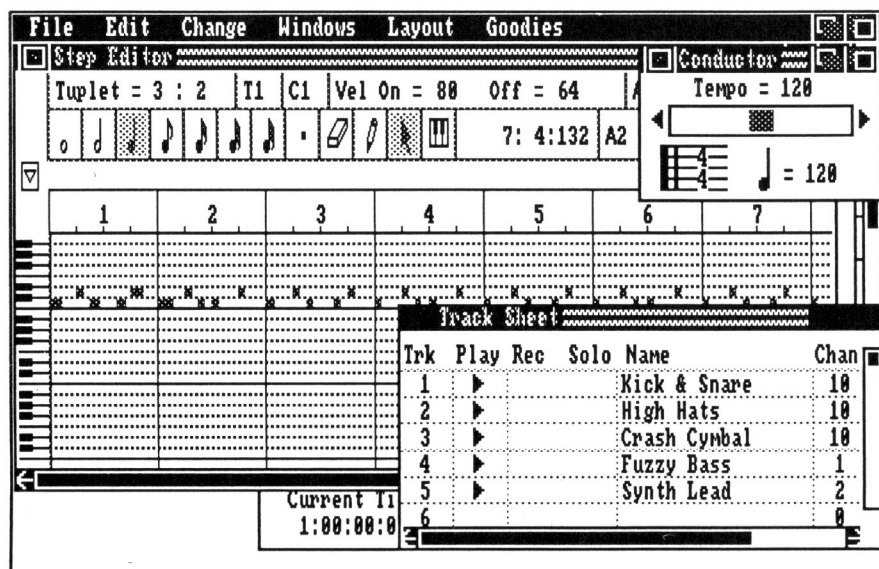 File Edit Change Windows Layout Goodies
Step Editor
Conductor
Tuplet = 3 : 2 T1 C1 Vel On = 80 Off = 64
Tempo = 120
7: 4:132 A2
4
4
= 120
1 2 3 4 5 6 7
Track Sheet
Trk Play Rec Solo Name Chan
1 Kick & Snare 10
2 High Hats 10
3 Crash Cymbal 10
4 Fuzzy Bass 1
5 Synth Lead 2
6 0
Current Ti
1:00:00:0